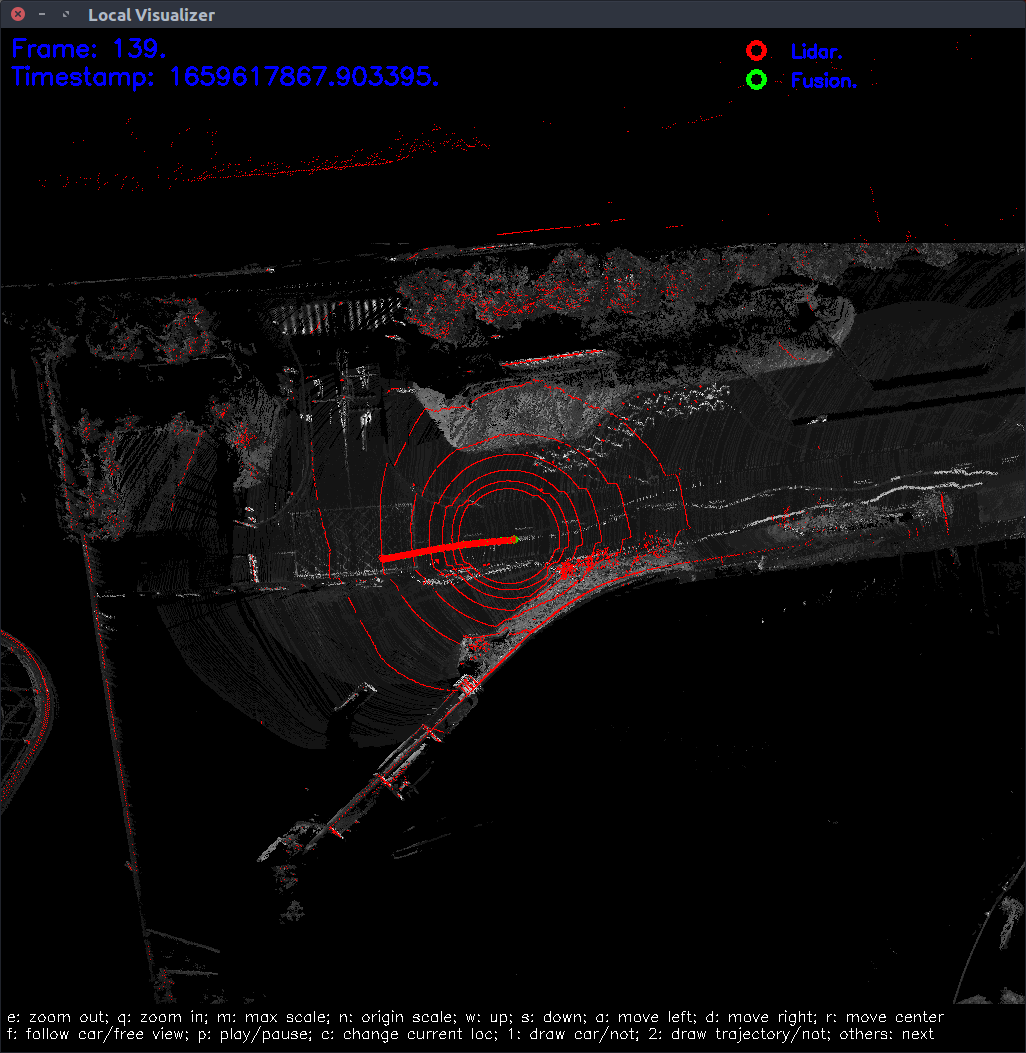 Local Visualizer
Frame: 139.
Timestamp: 1659617867.903395.
Lidar.
Fusion.
e: zoom out; q: zoom in; m: max scale; n: origin scale; w: up; s: down; a: move left; d: move right; r: move center
f: follow car/free view; p: play/pause; c: change current loc; 1: draw car/not; 2: draw trajectory/not; others: next